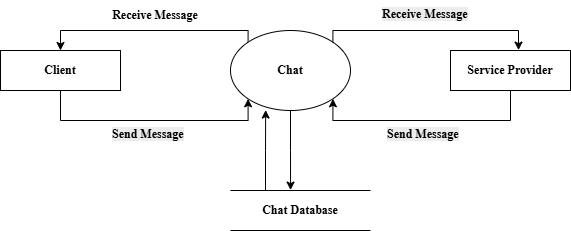 Receive Message
Receive Message
Client
Chat
Service Provider
Send Message
Send Message
Chat Database